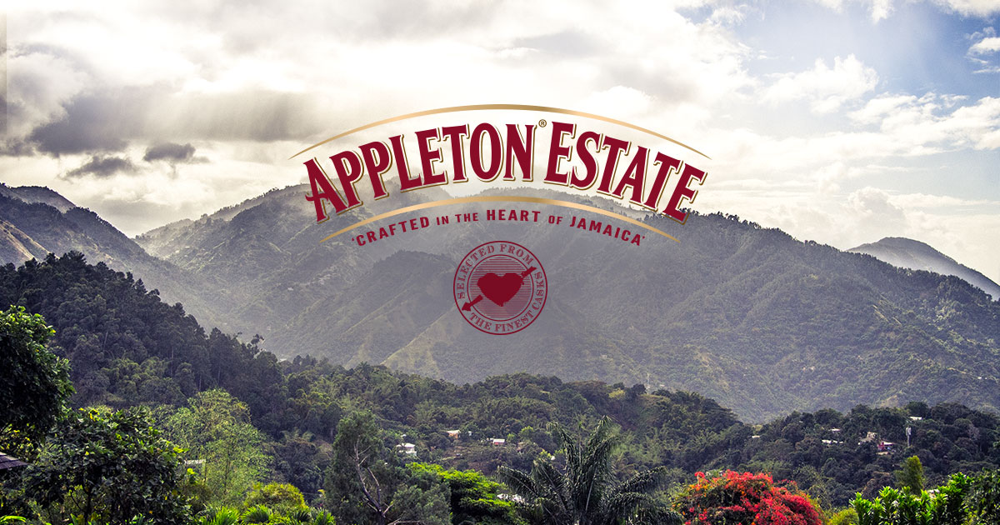 APPLETON® ESTATE
"CRAFTED IN THE HEART OF JAMAICA"
SELECTED FROM
THE FINEST CASKS